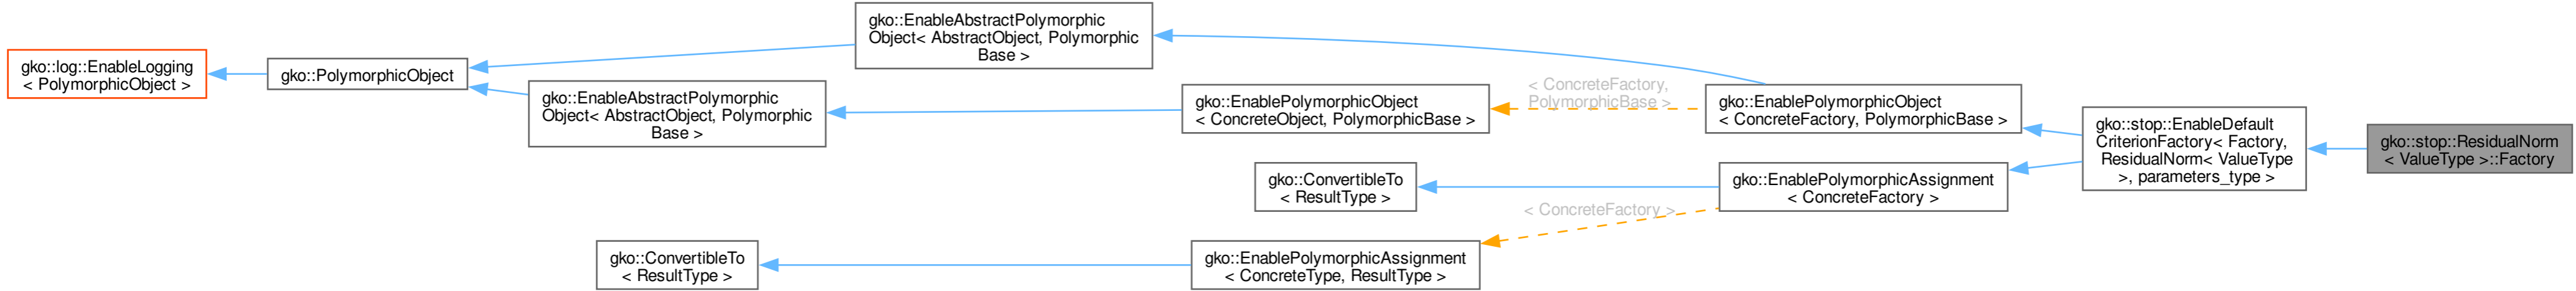 gko::log::EnableLogging
< PolymorphicObject >
gko::PolymorphicObject
gko::EnableAbstractPolymorphic
Object< AbstractObject, Polymorphic
Base >
gko::EnableAbstractPolymorphic
Object< AbstractObject, Polymorphic
Base >
gko::EnablePolymorphicObject
< ConcreteObject, PolymorphicBase >
< ConcreteFactory,
PolymorphicBase >
gko::EnablePolymorphicObject
< ConcreteFactory, PolymorphicBase >
gko::ConvertibleTo
< ResultType >
gko::EnablePolymorphicAssignment
< ConcreteFactory >
< ConcreteFactory >
gko::ConvertibleTo
< ResultType >
gko::EnablePolymorphicAssignment
< ConcreteType, ResultType >
gko::stop::EnableDefault
CriterionFactory< Factory,
ResidualNorm< ValueType
>, parameters_type >
gko::stop::ResidualNorm
< ValueType >::Factory